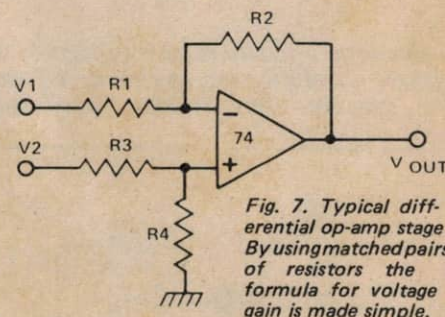 R2
V1
R1
V2
R3
74
V OUT
R4
Fig. 7. Typical diff-
erential op-amp stage
By using matched pairs
of resistors the
formula for voltage
gain is made simple.